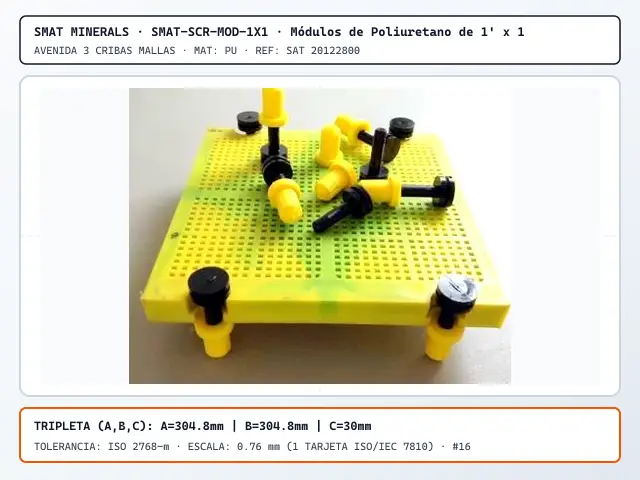 SMAT MINERALS · SMAT-SCR-MOD-1X1 · Módulos de Poliuretano de 1' x 1
AVENIDA 3 CRIBAS MALLAS · MAT: PU · REF: SAT 20122800
TRIPLETA (A,B,C): A=304.8mm | B=304.8mm | C=30mm
TOLERANCIA: ISO 2768-m · ESCALA: 0.76 mm (1 TARJETA ISO/IEC 7810) · #16